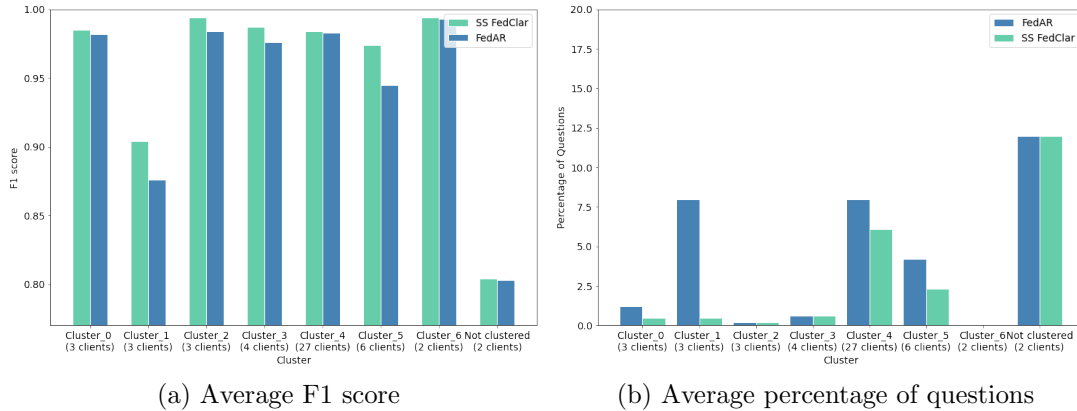 SS FedClar
FedAR
1.00
0.95
0.90
0.85
0.80
F1 score
Cluster_0 Cluster_1 Cluster_2 Cluster_3 Cluster_4 Cluster_5 Cluster_6 Not clustered
(3 clients) (3 clients) (3 clients) (4 clients) (27 clients) (6 clients) (2 clients) (2 clients)
Cluster
(a) Average F1 score
FedAR
SS FedClar
20.0
17.5
15.0
12.5
10.0
7.5
5.0
2.5
0.0
Percentage of Questions
Cluster_0 Cluster_1 Cluster_2 Cluster_3 Cluster_4 Cluster_5 Cluster_6 Not clustered
(3 clients) (3 clients) (3 clients) (4 clients) (27 clients) (6 clients) (2 clients) (2 clients)
Cluster
(b) Average percentage of questions